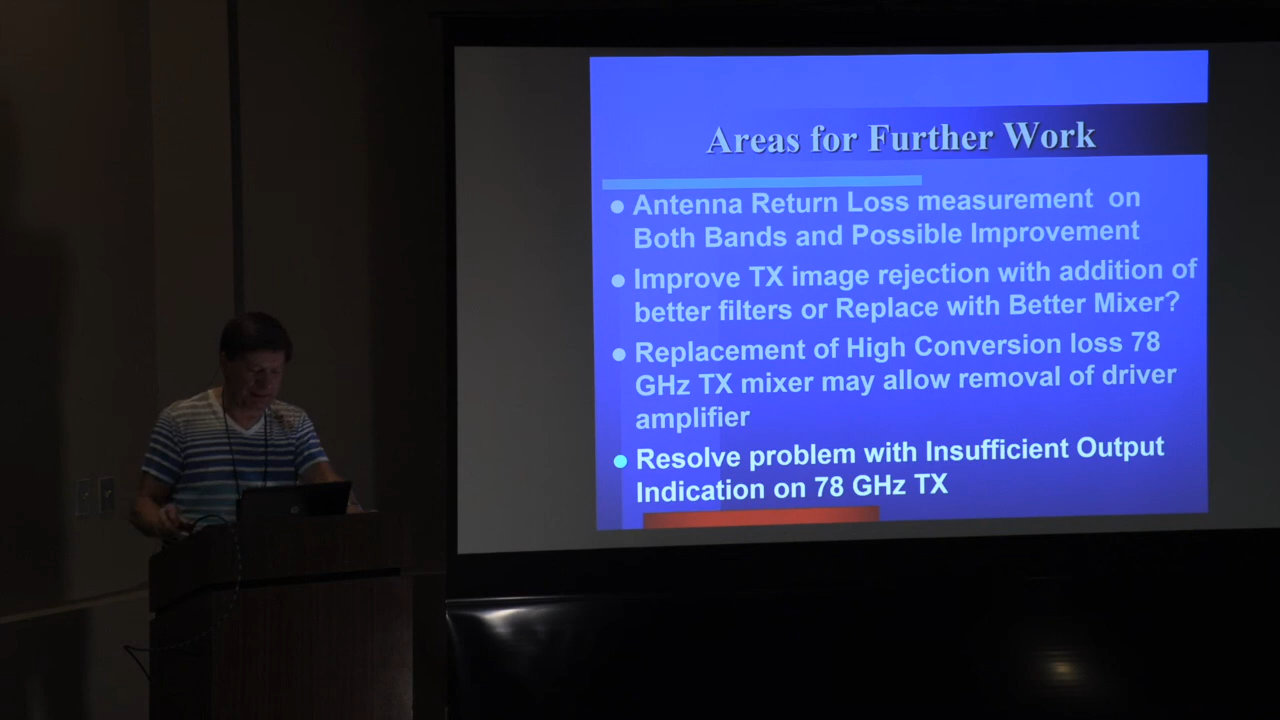 Areas for Further Work
● Antenna Return Loss measurement on
Both Bands and Possible Improvement
● Improve TX image rejection with addition of
better filters or Replace with Better Mixer?
● Replacement of High Conversion loss 78
GHz TX mixer may allow removal of driver
amplifier
● Resolve problem with Insufficient Output
Indication on 78 GHz TX